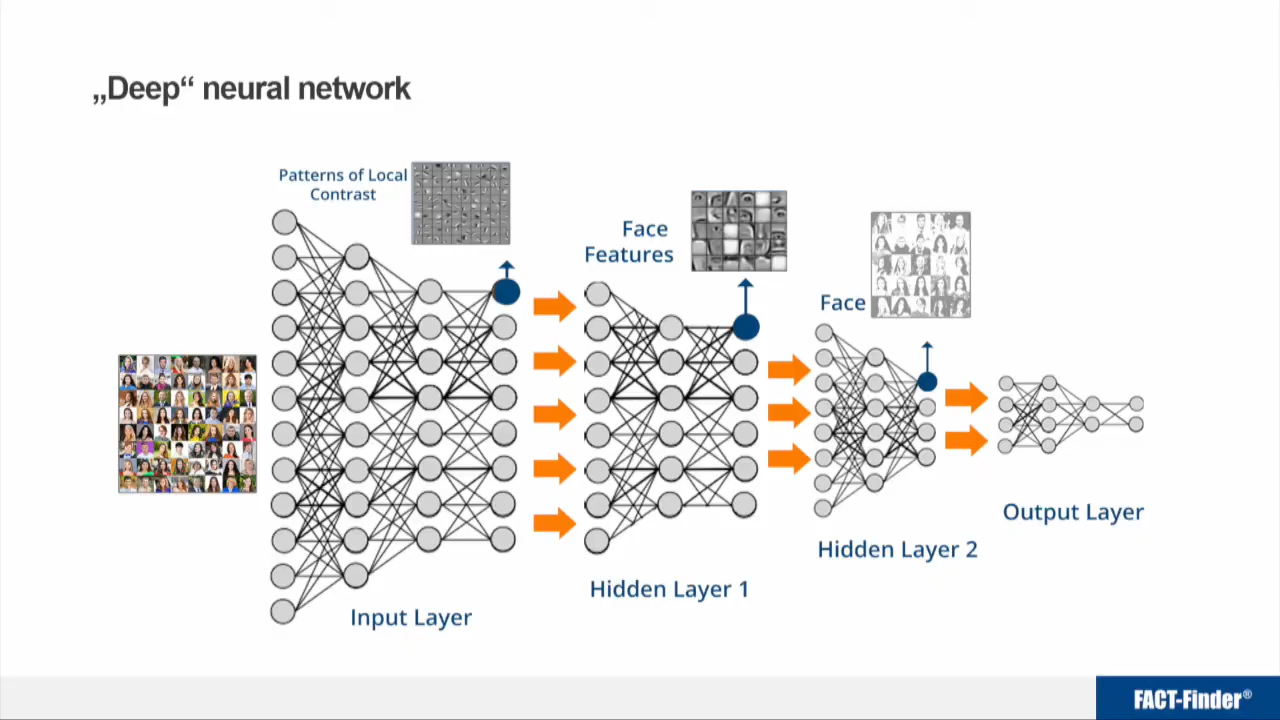 „Deep“ neural network
Patterns of Local
Contrast
Face
Features
Face
Output Layer
Hidden Layer 2
Hidden Layer 1
Input Layer
FACT-Finder®